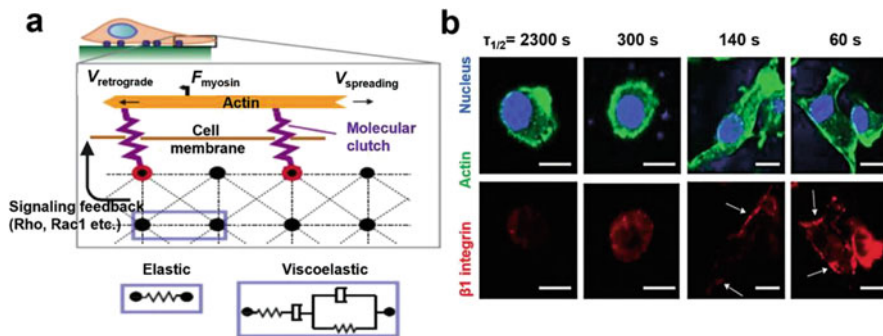 a
V retrograde
F myosin
V spreading
Actin
Cell
membrane
Molecular
clutch
Signaling feedback
(Rho, Rac1 etc.)
Elastic
Viscoelastic
b
τ1/2= 2300 s 300 s 140 s 60 s
Nucleus
Actin
β1 integrin